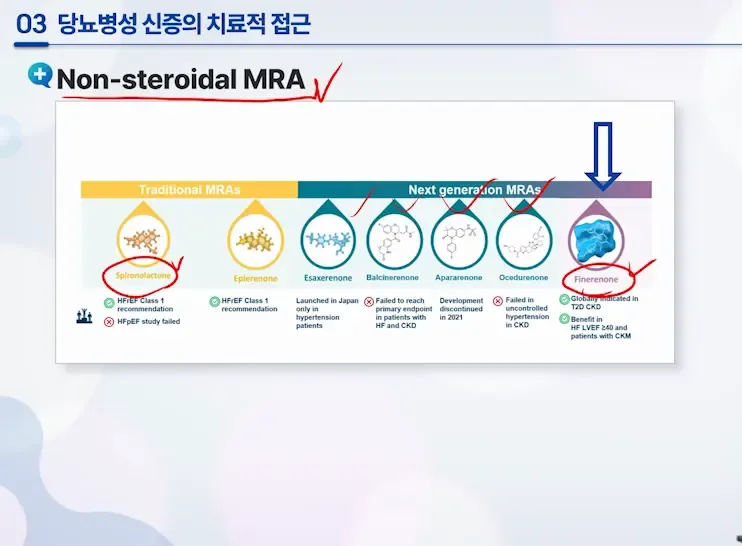 03 당뇨병성 신증의 치료적 접근
Non-steroidal MRA
Traditional MRAs
Next generation MRAs
Spironolactone
Eplerenone
Esaxerenone
Balcinerenone
Apararenone
Ocedurenone
Finerenone
HFrEF Class 1
recommendation
HFpEF study failed
HFrEF Class 1
recommendation
Launched in Japan
only in
hypertension
patients
Failed to reach
primary endpoint
in patients with
HF and CKD
Development
discontinued
in 2021
Failed in
uncontrolled
hypertension
in CKD
Globally indicated in
T2D CKD
Benefit in
HF LVEF ≥40 and
patients with CKM